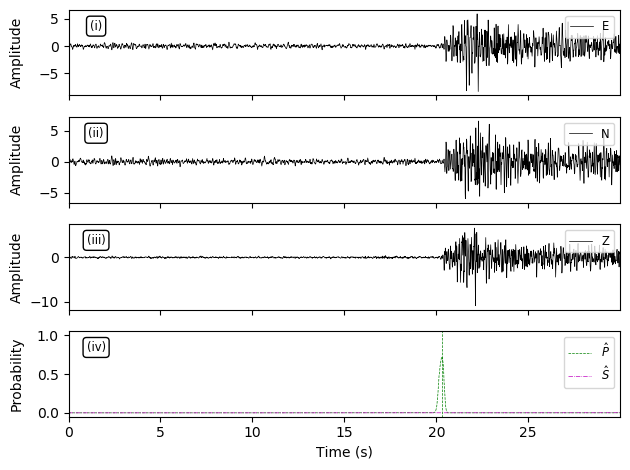 (i)
E
Amplitude
5
0
−5
(ii)
N
Amplitude
5
0
−5
(iii)
Z
Amplitude
0
−10
(iv)
P̂
Ŝ
Probability
1.0
0.5
0.0
0 5 10 15 20 25
Time (s)